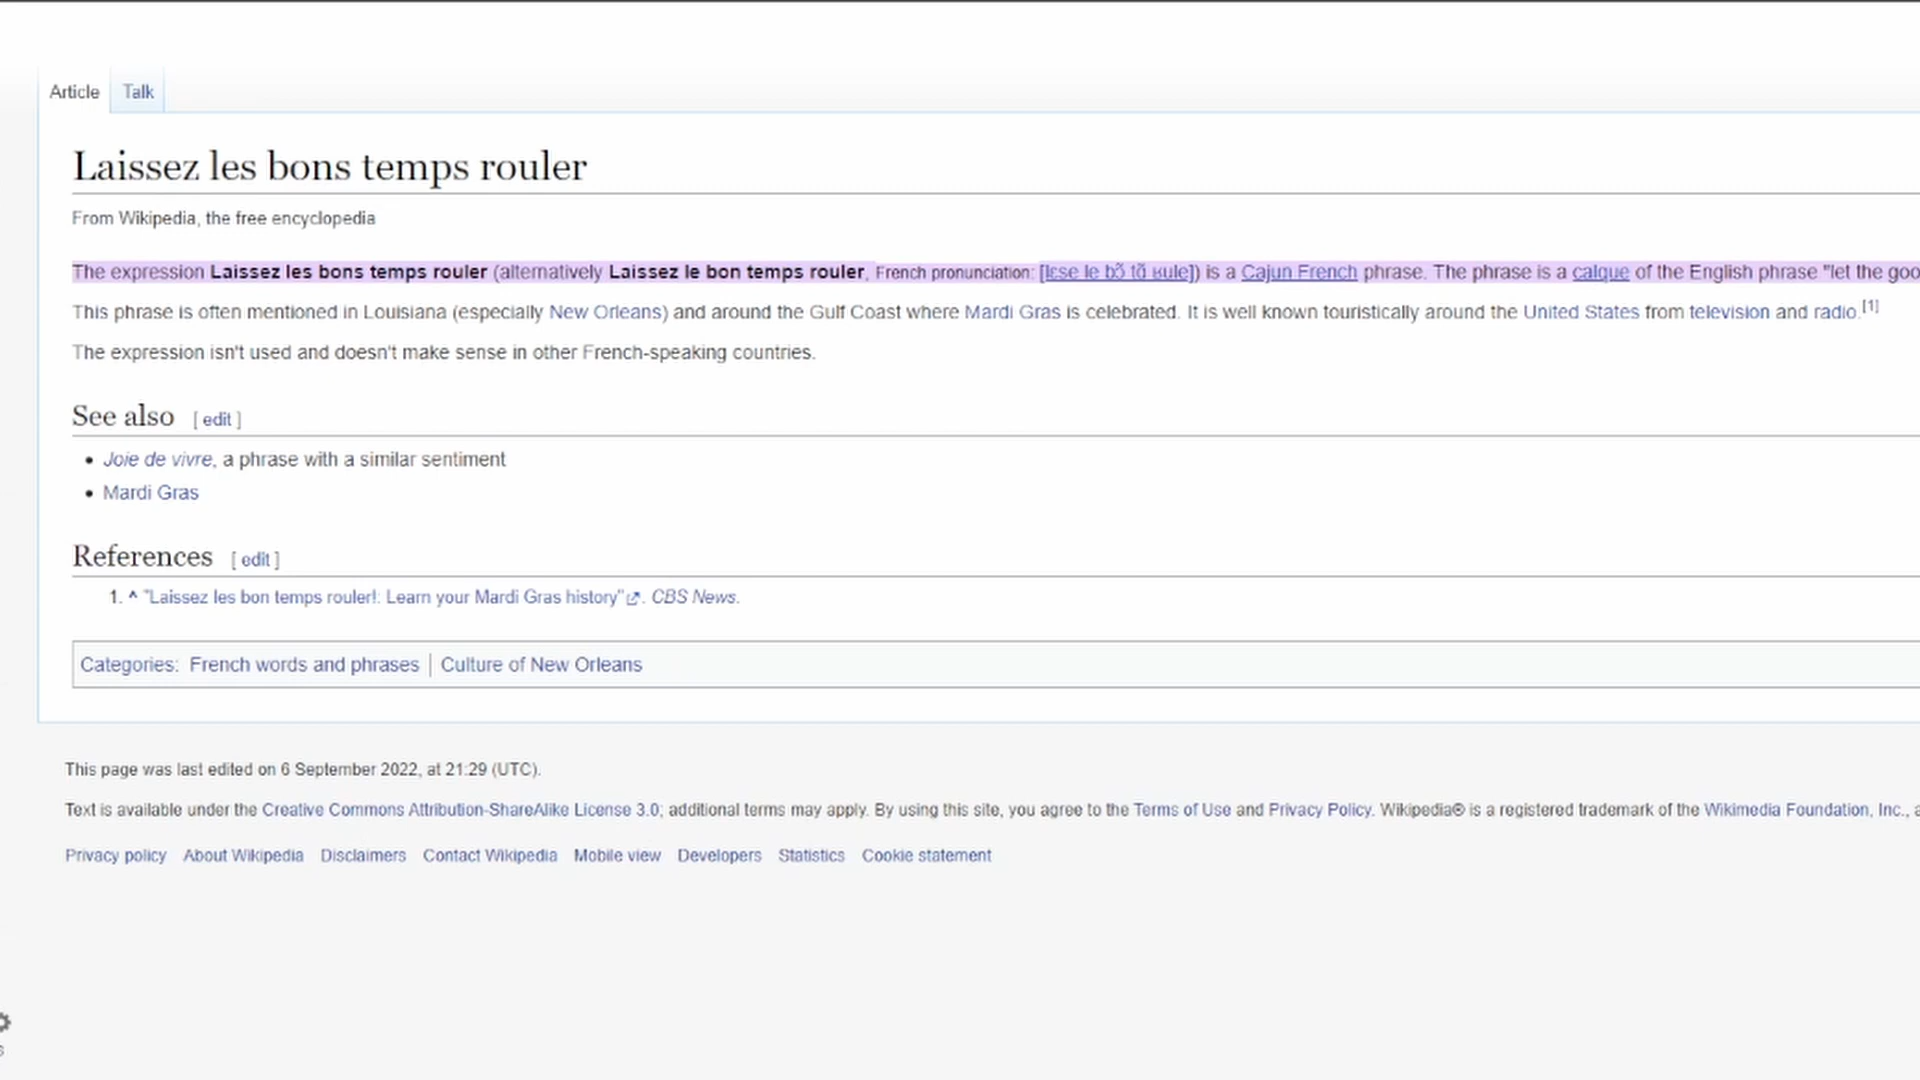 Article Talk
Laissez les bons temps rouler
From Wikipedia, the free encyclopedia
The expression Laissez les bons temps rouler (alternatively Laissez le bon temps rouler, French pronunciation: [lɛse le bɔ̃ tɑ̃ ʁule]) is a Cajun French phrase. The phrase is a calque of the English phrase "let the goo
This phrase is often mentioned in Louisiana (especially New Orleans) and around the Gulf Coast where Mardi Gras is celebrated. It is well known touristically around the United States from television and radio.[1]
The expression isn't used and doesn't make sense in other French-speaking countries.
See also [ edit ]
• Joie de vivre, a phrase with a similar sentiment
• Mardi Gras
References [ edit ]
1. ^ "Laissez les bon temps rouler!: Learn your Mardi Gras history". CBS News.
Categories: French words and phrases | Culture of New Orleans
This page was last edited on 6 September 2022, at 21:29 (UTC).
Text is available under the Creative Commons Attribution-ShareAlike License 3.0; additional terms may apply. By using this site, you agree to the Terms of Use and Privacy Policy. Wikipedia® is a registered trademark of the Wikimedia Foundation, Inc., a
Privacy policy About Wikipedia Disclaimers Contact Wikipedia Mobile view Developers Statistics Cookie statement